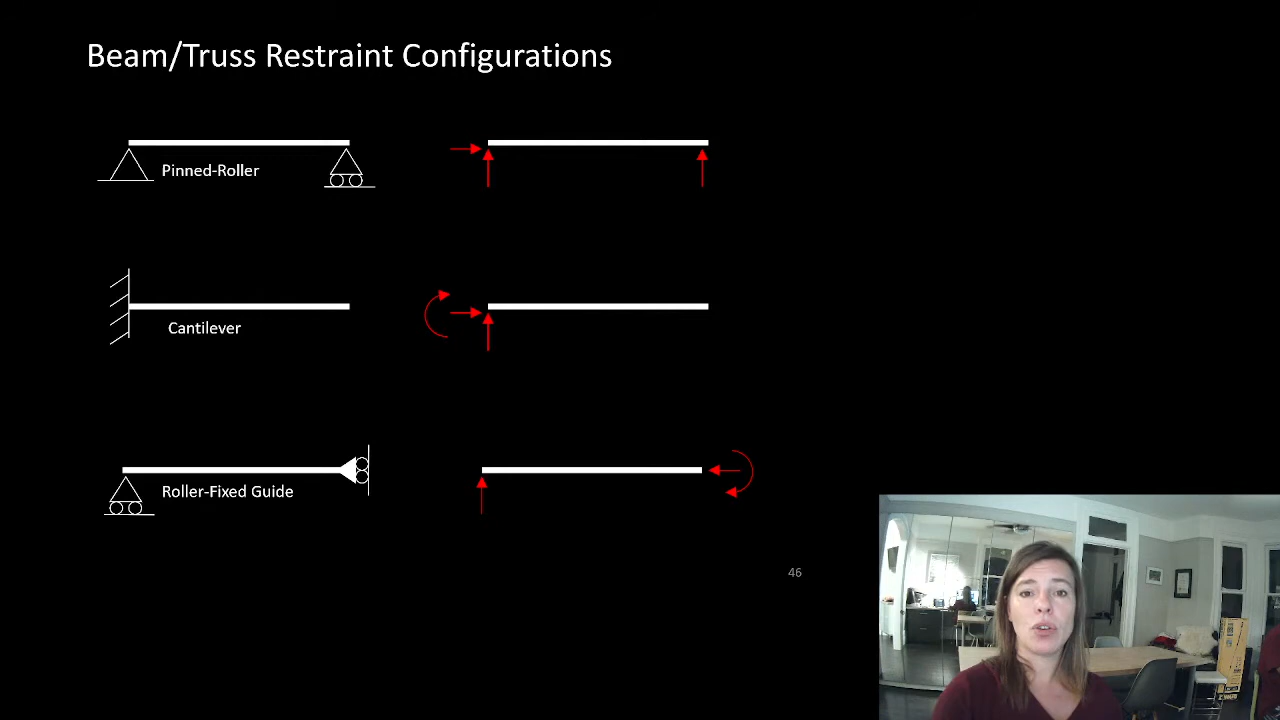 Beam/Truss Restraint Configurations
Pinned-Roller
Cantilever
Roller-Fixed Guide
46